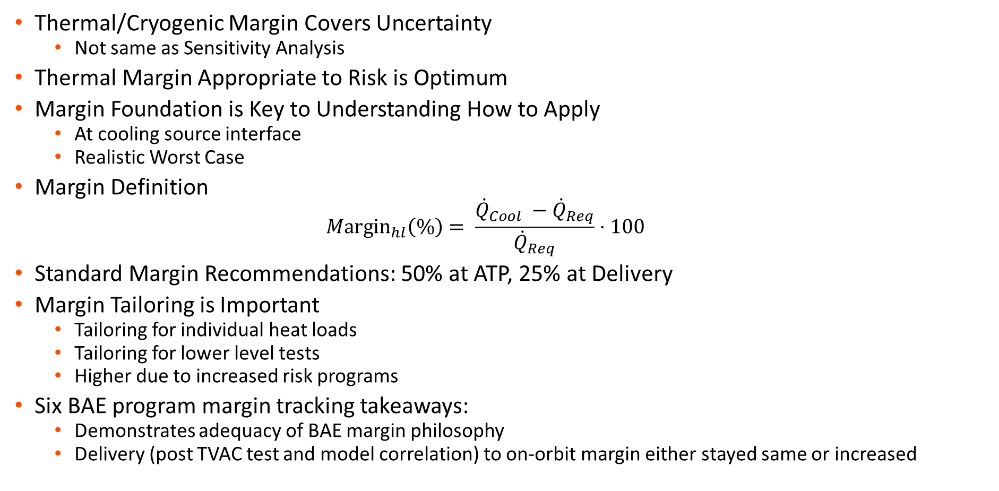 • Thermal/Cryogenic Margin Covers Uncertainty
• Not same as Sensitivity Analysis
• Thermal Margin Appropriate to Risk is Optimum
• Margin Foundation is Key to Understanding How to Apply
• At cooling source interface
• Realistic Worst Case
• Margin Definition
$Margin_{hl}(\%) = \frac{\dot{Q}_{Cool} - \dot{Q}_{Req}}{\dot{Q}_{Req}} \cdot 100$
• Standard Margin Recommendations: 50% at ATP, 25% at Delivery
• Margin Tailoring is Important
• Tailoring for individual heat loads
• Tailoring for lower level tests
• Higher due to increased risk programs
• Six BAE program margin tracking takeaways:
• Demonstrates adequacy of BAE margin philosophy
• Delivery (post TVAC test and model correlation) to on-orbit margin either stayed same or increased